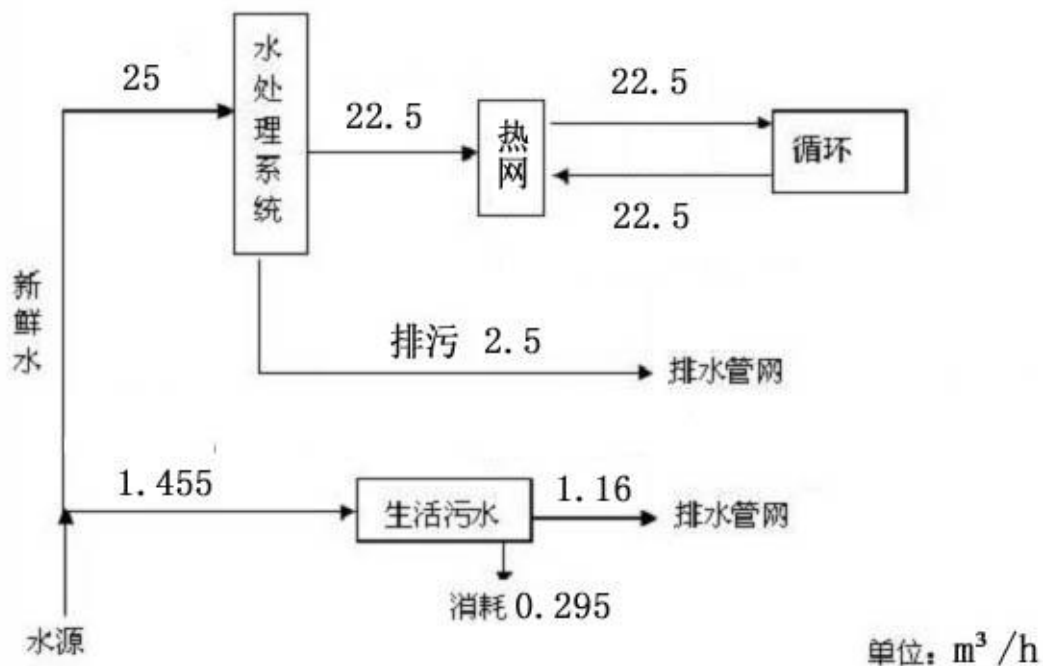 水处理系统
25
22.5
热网
22.5
循环
22.5
新鲜水
排污 2.5
排水管网
1.455
生活污水
1.16
排水管网
消耗 0.295
水源
单位：m³/h